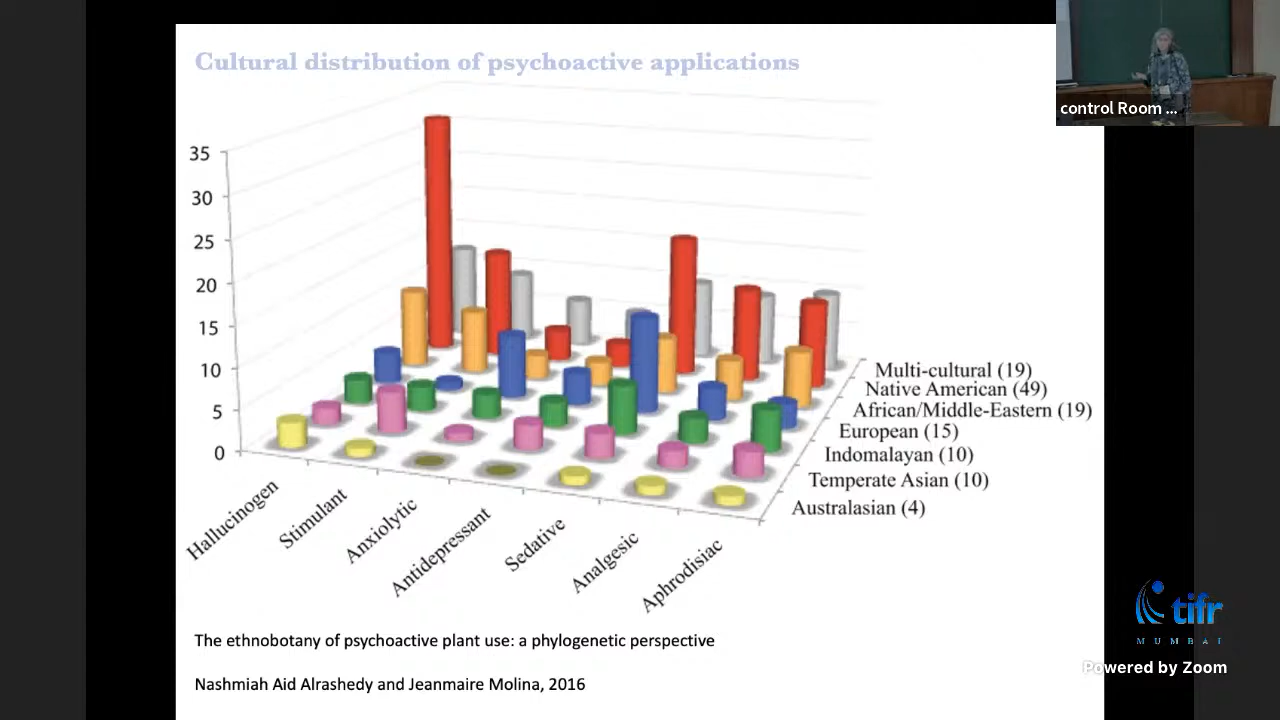 Cultural distribution of psychoactive applications
control Room ...
35
30
25
20
15
10
5
0
Multi-cultural (19)
Native American (49)
African/Middle-Eastern (19)
European (15)
Indomalayan (10)
Temperate Asian (10)
Australasian (4)
Hallucinogen
Stimulant
Anxiolytic
Antidepressant
Sedative
Analgesic
Aphrodisiac
The ethnobotany of psychoactive plant use: a phylogenetic perspective
Nashmiah Aid Alrashedy and Jeanmaire Molina, 2016
tifr
MUMBAI
Powered by Zoom